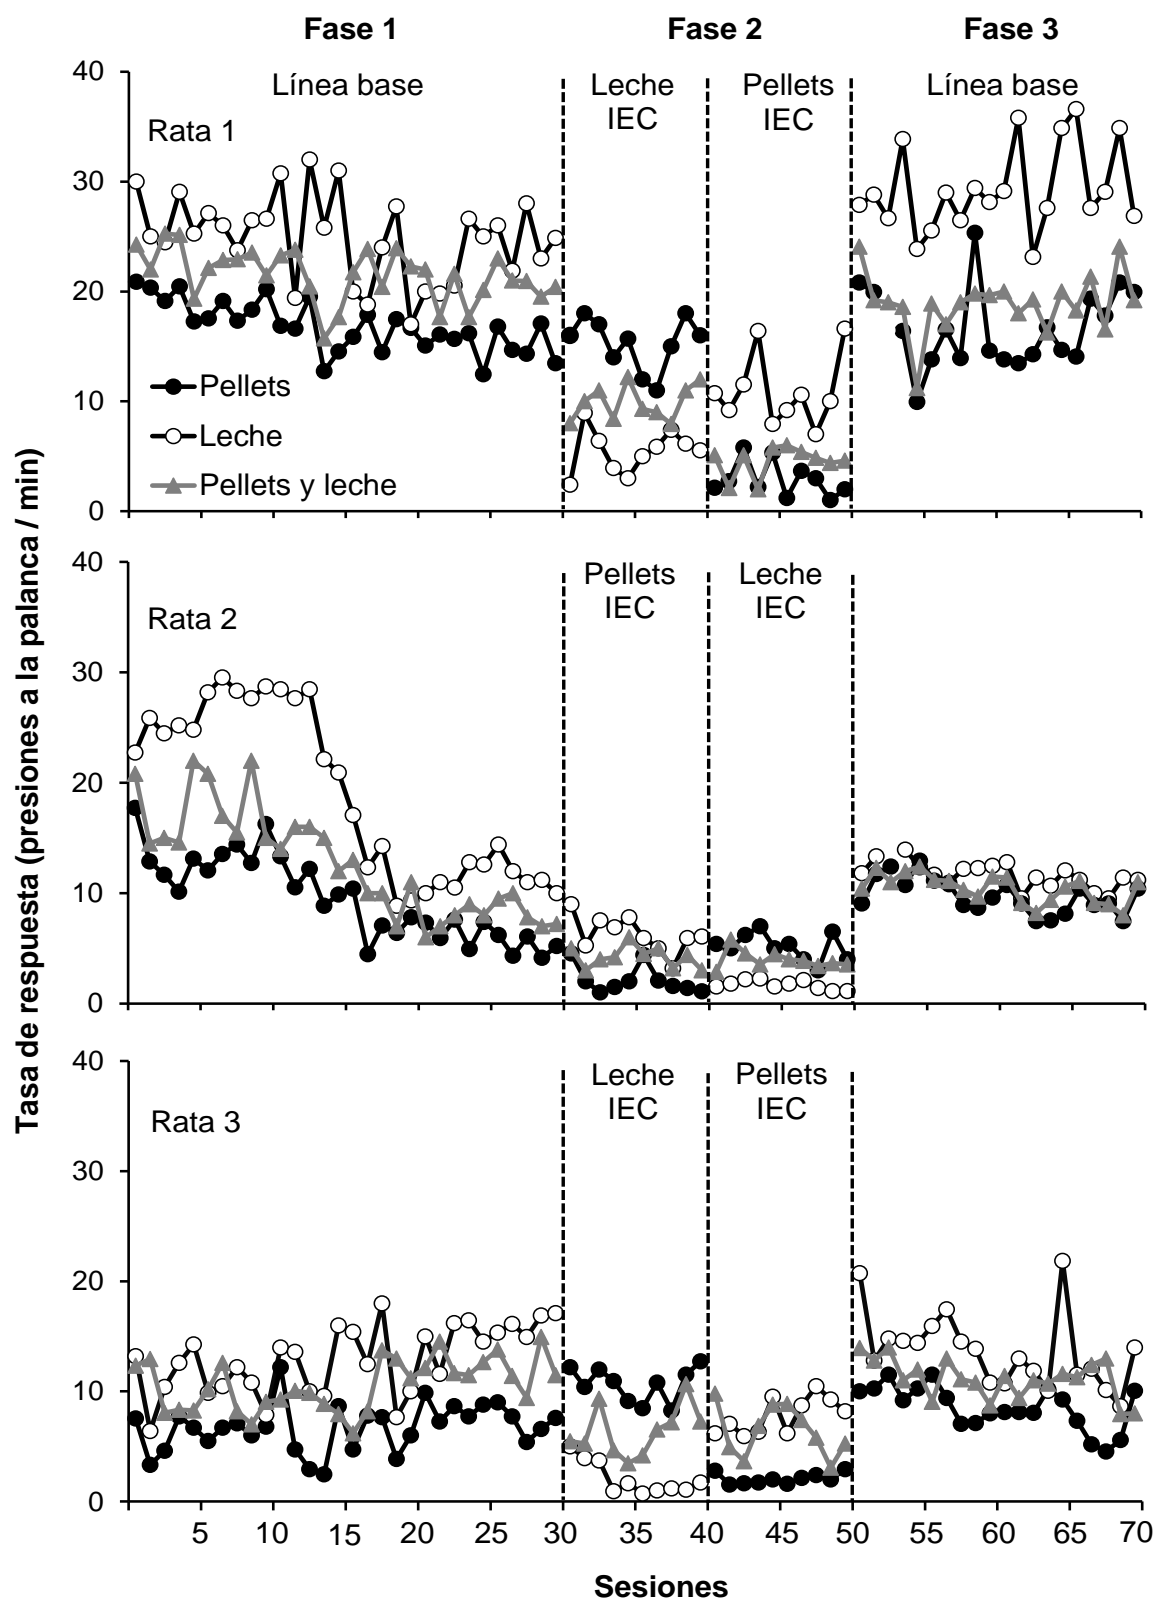 Fase 1 Fase 2 Fase 3
Línea base Leche IEC Pellets IEC Línea base
Rata 1
40
30
20
10
0
Pellets
Leche
Pellets y leche
Tasa de respuesta (presiones a la palanca / min)
Pellets IEC Leche IEC
Rata 2
40
30
20
10
0
Leche IEC Pellets IEC
Rata 3
40
30
20
10
0
5 10 15 20 25 30 35 40 45 50 55 60 65 70
Sesiones